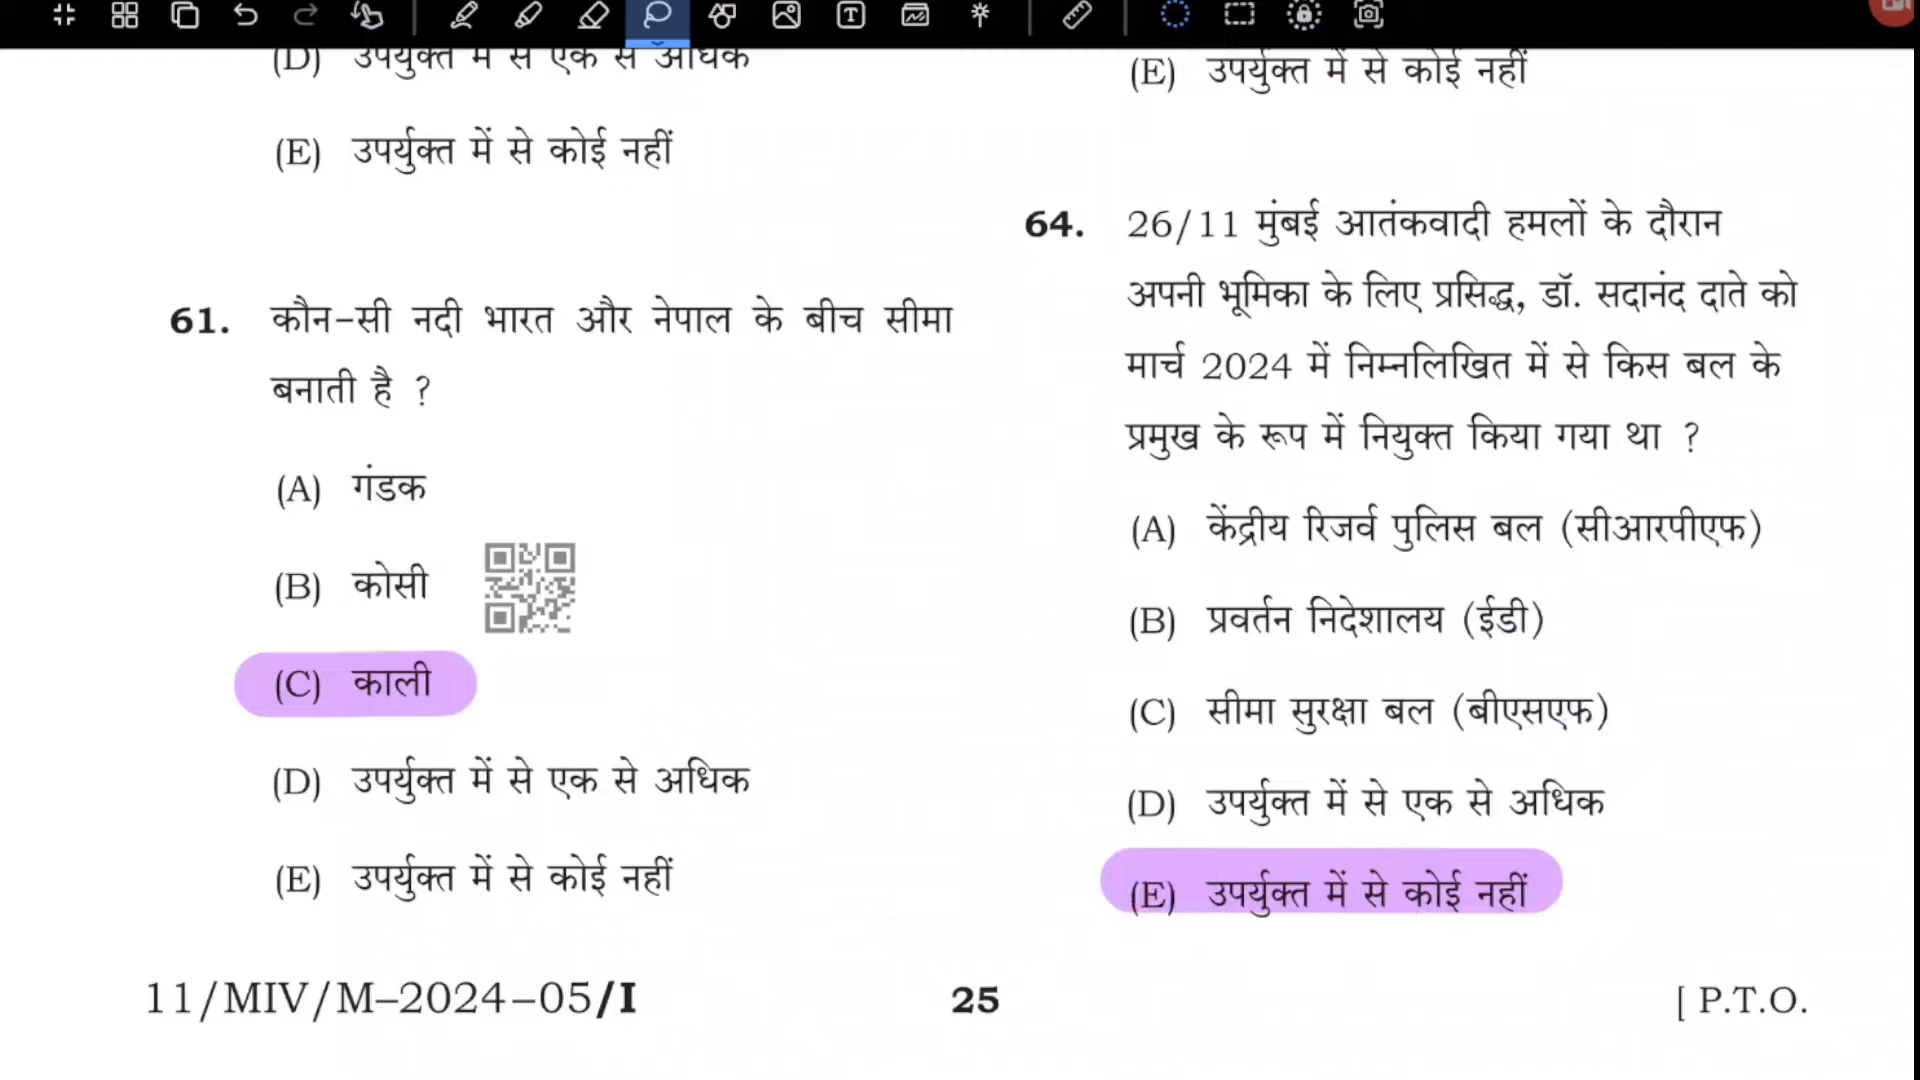 (D) उपर्युक्त में से एक से अधिक
(E) उपर्युक्त में से कोई नहीं
61. कौन-सी नदी भारत और नेपाल के बीच सीमा
बनाती है ?
(A) गंडक
(B) कोसी
(C) काली
(D) उपर्युक्त में से एक से अधिक
(E) उपर्युक्त में से कोई नहीं
(E) उपर्युक्त में से कोई नहीं
64. 26/11 मुंबई आतंकवादी हमलों के दौरान
अपनी भूमिका के लिए प्रसिद्ध, डॉ. सदानंद दाते को
मार्च 2024 में निम्नलिखित में से किस बल के
प्रमुख के रूप में नियुक्त किया गया था ?
(A) केंद्रीय रिजर्व पुलिस बल (सीआरपीएफ)
(B) प्रवर्तन निदेशालय (ईडी)
(C) सीमा सुरक्षा बल (बीएसएफ)
(D) उपर्युक्त में से एक से अधिक
(E) उपर्युक्त में से कोई नहीं
11/MIV/M–2024–05/I 25 [ P.T.O.